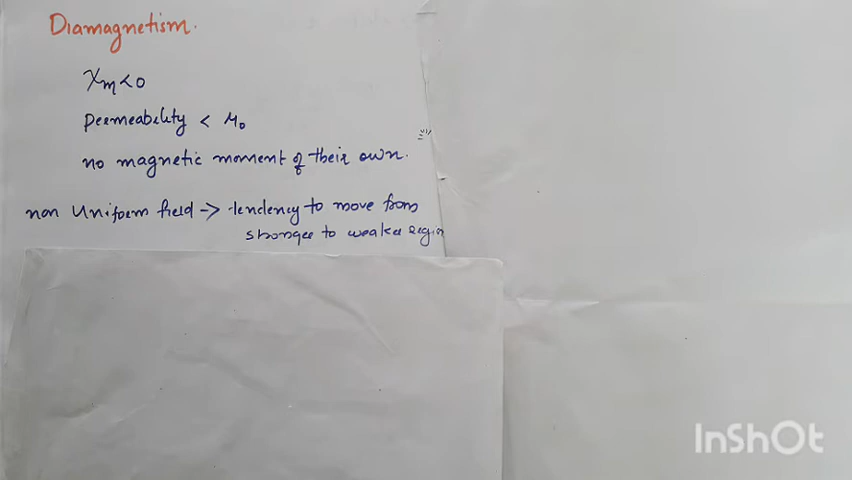 Diamagnetism.
χm<0
permeability < μ0
no magnetic moment of their own.
non Uniform field -> tendency to move from
stronger to weaker region
InShOt